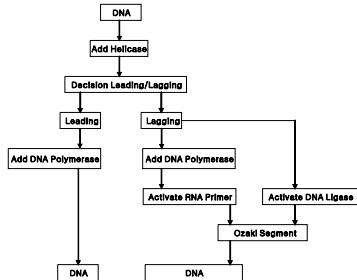 DNA
Add Helicase
Decision Leading/Lagging
Leading
Lagging
Add DNA Polymerase
Add DNA Polymerase
Activate RNA Primer
Activate DNA Ligase
Ozaki Segment
DNA
DNA